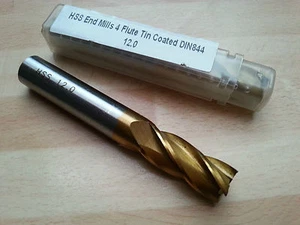 HSS End Mills 4 Flute Tin Coated DIN844
12.0
HSS 12.0